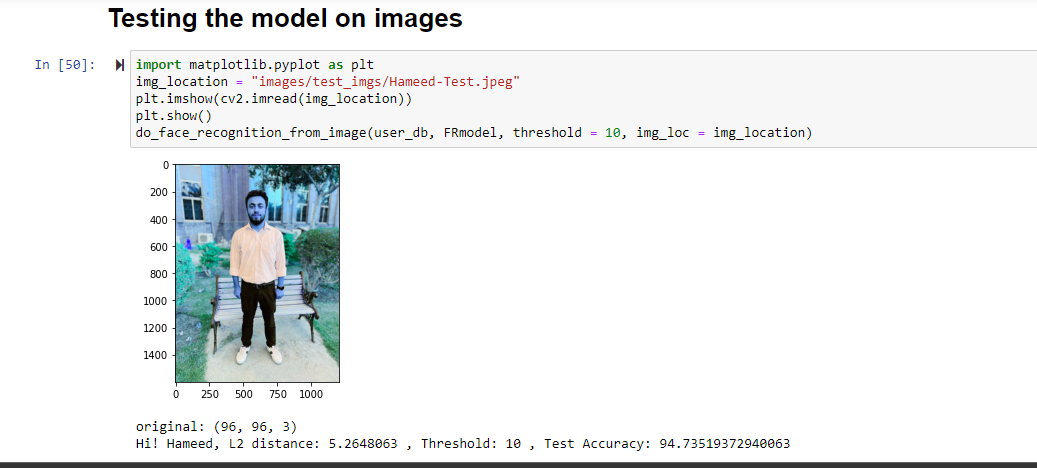 Testing the model on images
In [50]:
import matplotlib.pyplot as plt
img_location = "images/test_imgs/Hameed-Test.jpeg"
plt.imshow(cv2.imread(img_location))
plt.show()
do_face_recognition_from_image(user_db, FRmodel, threshold = 10, img_loc = img_location)
0
200
400
600
800
1000
1200
1400
0 250 500 750 1000
original: (96, 96, 3)
Hi! Hameed, L2 distance: 5.2648063 , Threshold: 10 , Test Accuracy: 94.73519372940063